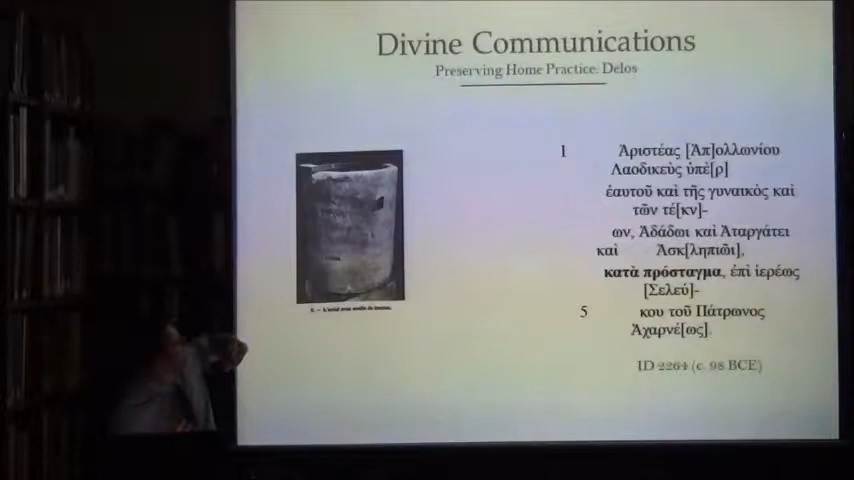 Divine Communications
Preserving Home Practice: Delos
1 Ἀριστέας [Ἀπ]ολλωνίου
Λαοδικεὺς ὑπὲ[ρ]
ἑαυτοῦ καὶ τῆς γυναικὸς καὶ
τῶν τέ[κν]-
ων, Ἀδάδωι καὶ Ἀταργάτει
καὶ Ἀσκ[ληπιῶι],
κατὰ πρόσταγμα, ἐπὶ ἱερέως
[Σελεύ]-
5 κου τοῦ Πάτρωνος
Ἀχαρνέ[ως].
ID 2264 (c. 98 BCE)